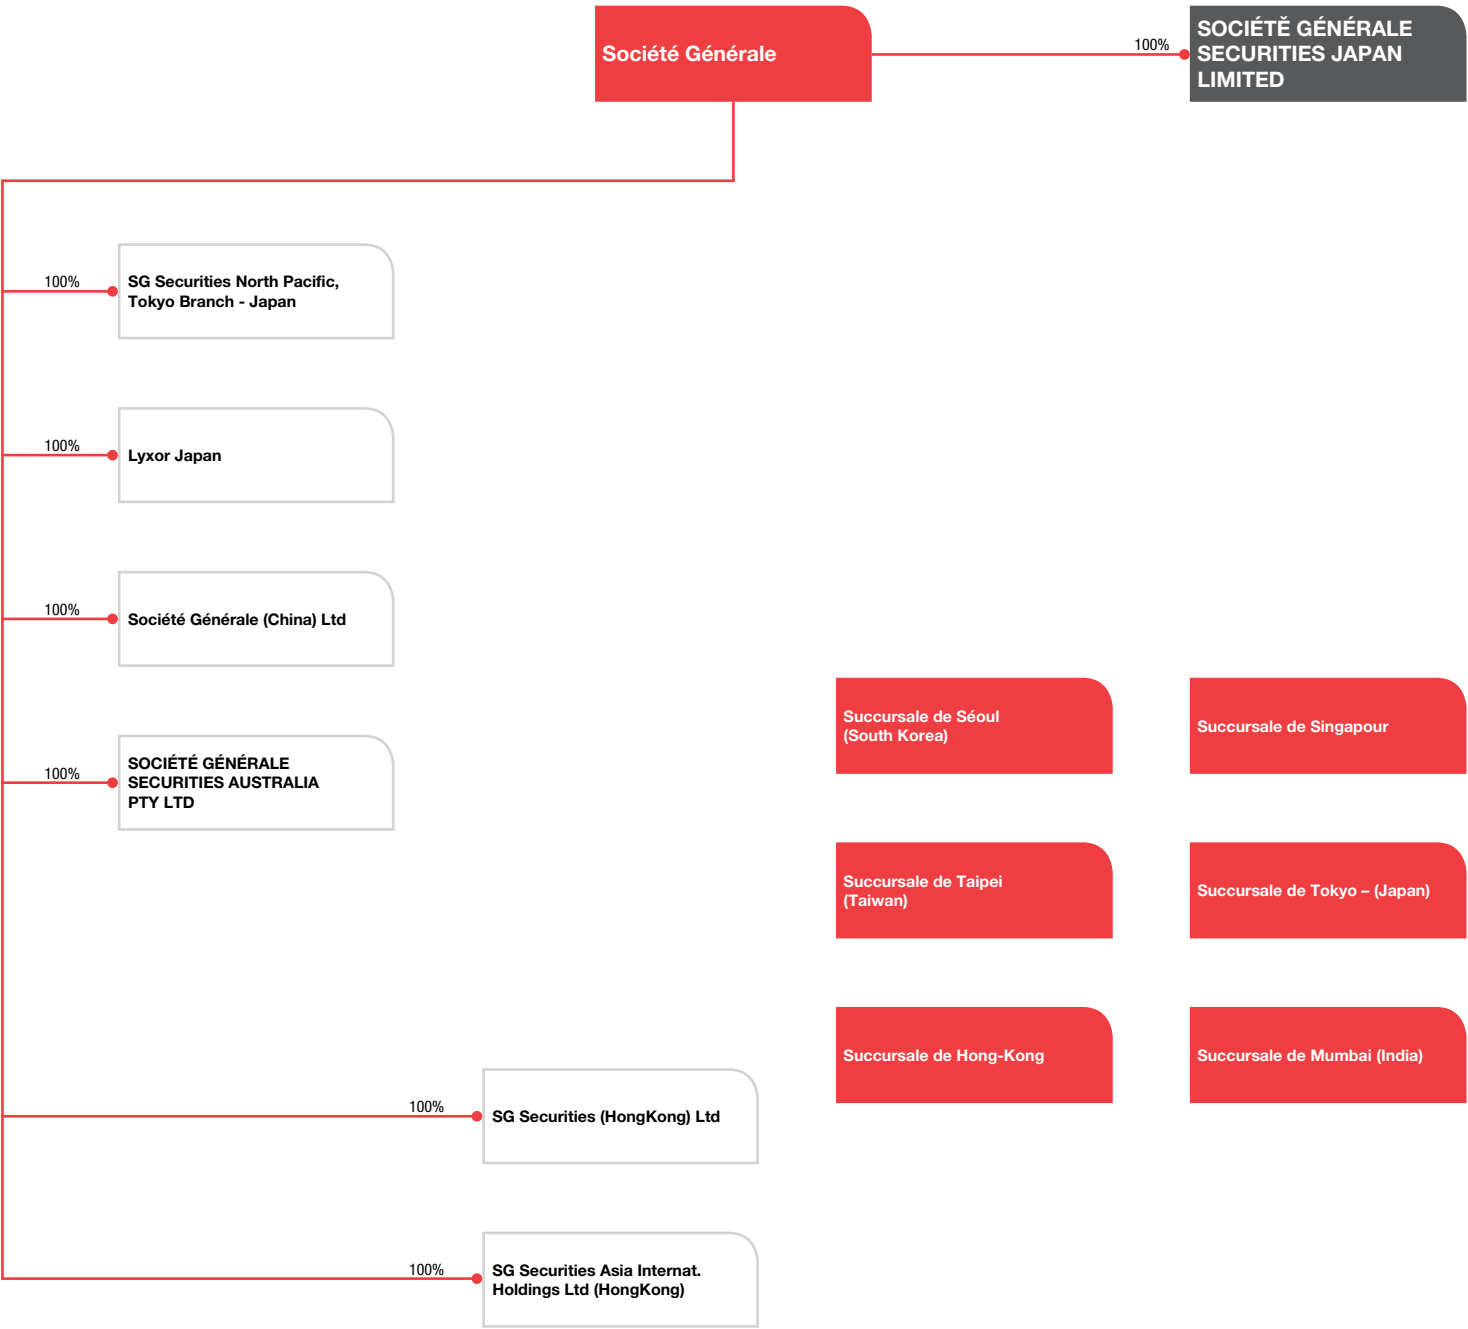 Société Générale
100%
SOCIÉTĚ GÉNÉRALE
SECURITIES JAPAN
LIMITED
100%
SG Securities North Pacific,
Tokyo Branch - Japan
100%
Lyxor Japan
100%
Société Générale (China) Ltd
100%
SOCIÉTÉ GÉNÉRALE
SECURITIES AUSTRALIA
PTY LTD
Succursale de Séoul
(South Korea)
Succursale de Singapour
Succursale de Taipei
(Taiwan)
Succursale de Tokyo – (Japan)
Succursale de Hong-Kong
Succursale de Mumbai (India)
100%
SG Securities (HongKong) Ltd
100%
SG Securities Asia Internat.
Holdings Ltd (HongKong)